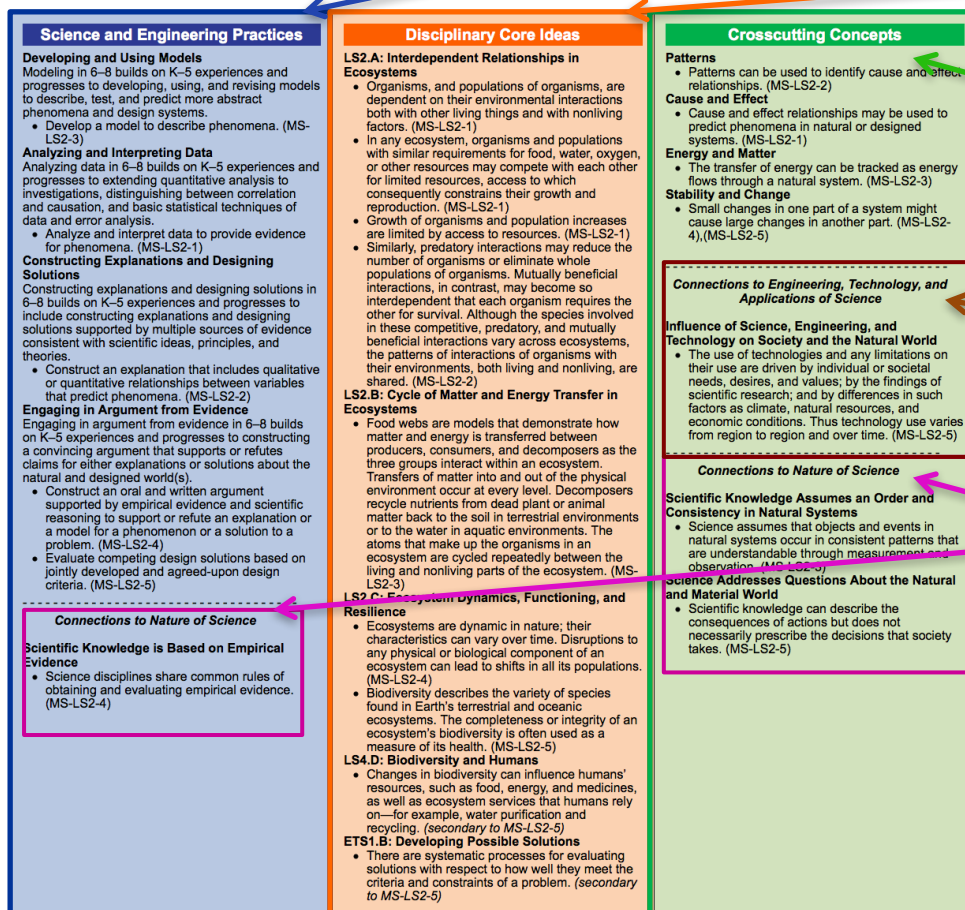 Science and Engineering Practices
Developing and Using Models
Modeling in 6–8 builds on K–5 experiences and
progresses to developing, using, and revising models
to describe, test, and predict more abstract
phenomena and design systems.
• Develop a model to describe phenomena. (MS-
LS2-3)
Analyzing and Interpreting Data
Analyzing data in 6–8 builds on K–5 experiences and
progresses to extending quantitative analysis to
investigations, distinguishing between correlation
and causation, and basic statistical techniques of
data and error analysis.
• Analyze and interpret data to provide evidence
for phenomena. (MS-LS2-1)
Constructing Explanations and Designing
Solutions
Constructing explanations and designing solutions in
6–8 builds on K–5 experiences and progresses to
include constructing explanations and designing
solutions supported by multiple sources of evidence
consistent with scientific ideas, principles, and
theories.
• Construct an explanation that includes qualitative
or quantitative relationships between variables
that predict phenomena. (MS-LS2-2)
Engaging in Argument from Evidence
Engaging in argument from evidence in 6–8 builds
on K–5 experiences and progresses to constructing
a convincing argument that supports or refutes
claims for either explanations or solutions about the
natural and designed world(s).
• Construct an oral and written argument
supported by empirical evidence and scientific
reasoning to support or refute an explanation or
a model for a phenomenon or a solution to a
problem. (MS-LS2-4)
• Evaluate competing design solutions based on
jointly developed and agreed-upon design
criteria. (MS-LS2-5)
Connections to Nature of Science
Scientific Knowledge is Based on Empirical
Evidence
• Science disciplines share common rules of
obtaining and evaluating empirical evidence.
(MS-LS2-4)
Disciplinary Core Ideas
LS2.A: Interdependent Relationships in
Ecosystems
• Organisms, and populations of organisms, are
dependent on their environmental interactions
both with other living things and with nonliving
factors. (MS-LS2-1)
• In any ecosystem, organisms and populations
with similar requirements for food, water, oxygen,
or other resources may compete with each other
for limited resources, access to which
consequently constrains their growth and
reproduction. (MS-LS2-1)
• Growth of organisms and population increases
are limited by access to resources. (MS-LS2-1)
• Similarly, predatory interactions may reduce the
number of organisms or eliminate whole
populations of organisms. Mutually beneficial
interactions, in contrast, may become so
interdependent that each organism requires the
other for survival. Although the species involved
in these competitive, predatory, and mutually
beneficial interactions vary across ecosystems,
the patterns of interactions of organisms with
their environments, both living and nonliving, are
shared. (MS-LS2-2)
LS2.B: Cycle of Matter and Energy Transfer in
Ecosystems
• Food webs are models that demonstrate how
matter and energy is transferred between
producers, consumers, and decomposers as the
three groups interact within an ecosystem.
Transfers of matter into and out of the physical
environment occur at every level. Decomposers
recycle nutrients from dead plant or animal
matter back to the soil in terrestrial environments
or to the water in aquatic environments. The
atoms that make up the organisms in an
ecosystem are cycled repeatedly between the
living and nonliving parts of the ecosystem. (MS-
LS2-3)
LS2.C: Ecosystem Dynamics, Functioning, and
Resilience
• Ecosystems are dynamic in nature; their
characteristics can vary over time. Disruptions to
any physical or biological component of an
ecosystem can lead to shifts in all its populations.
(MS-LS2-4)
• Biodiversity describes the variety of species
found in Earth's terrestrial and oceanic
ecosystems. The completeness or integrity of an
ecosystem's biodiversity is often used as a
measure of its health. (MS-LS2-5)
LS4.D: Biodiversity and Humans
• Changes in biodiversity can influence humans'
resources, such as food, energy, and medicines,
as well as ecosystem services that humans rely
on—for example, water purification and
recycling. (secondary to MS-LS2-5)
ETS1.B: Developing Possible Solutions
• There are systematic processes for evaluating
solutions with respect to how well they meet the
criteria and constraints of a problem. (secondary
to MS-LS2-5)
Crosscutting Concepts
Patterns
• Patterns can be used to identify cause and effect
relationships. (MS-LS2-2)
Cause and Effect
• Cause and effect relationships may be used to
predict phenomena in natural or designed
systems. (MS-LS2-1)
Energy and Matter
• The transfer of energy can be tracked as energy
flows through a natural system. (MS-LS2-3)
Stability and Change
• Small changes in one part of a system might
cause large changes in another part. (MS-LS2-
4),(MS-LS2-5)
Connections to Engineering, Technology, and
Applications of Science
Influence of Science, Engineering, and
Technology on Society and the Natural World
• The use of technologies and any limitations on
their use are driven by individual or societal
needs, desires, and values; by the findings of
scientific research; and by differences in such
factors as climate, natural resources, and
economic conditions. Thus technology use varies
from region to region and over time. (MS-LS2-5)
Connections to Nature of Science
Scientific Knowledge Assumes an Order and
Consistency in Natural Systems
• Science assumes that objects and events in
natural systems occur in consistent patterns that
are understandable through measurement and
observation. (MS-LS2-3)
Science Addresses Questions About the Natural
and Material World
• Scientific knowledge can describe the
consequences of actions but does not
necessarily prescribe the decisions that society
takes. (MS-LS2-5)